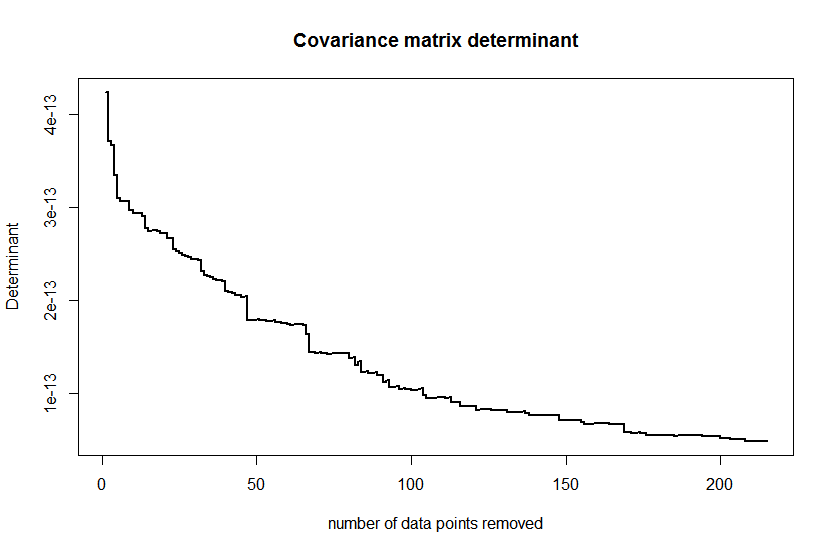 Covariance matrix determinant
Determinant
4e-13
3e-13
2e-13
1e-13
0 50 100 150 200
number of data points removed